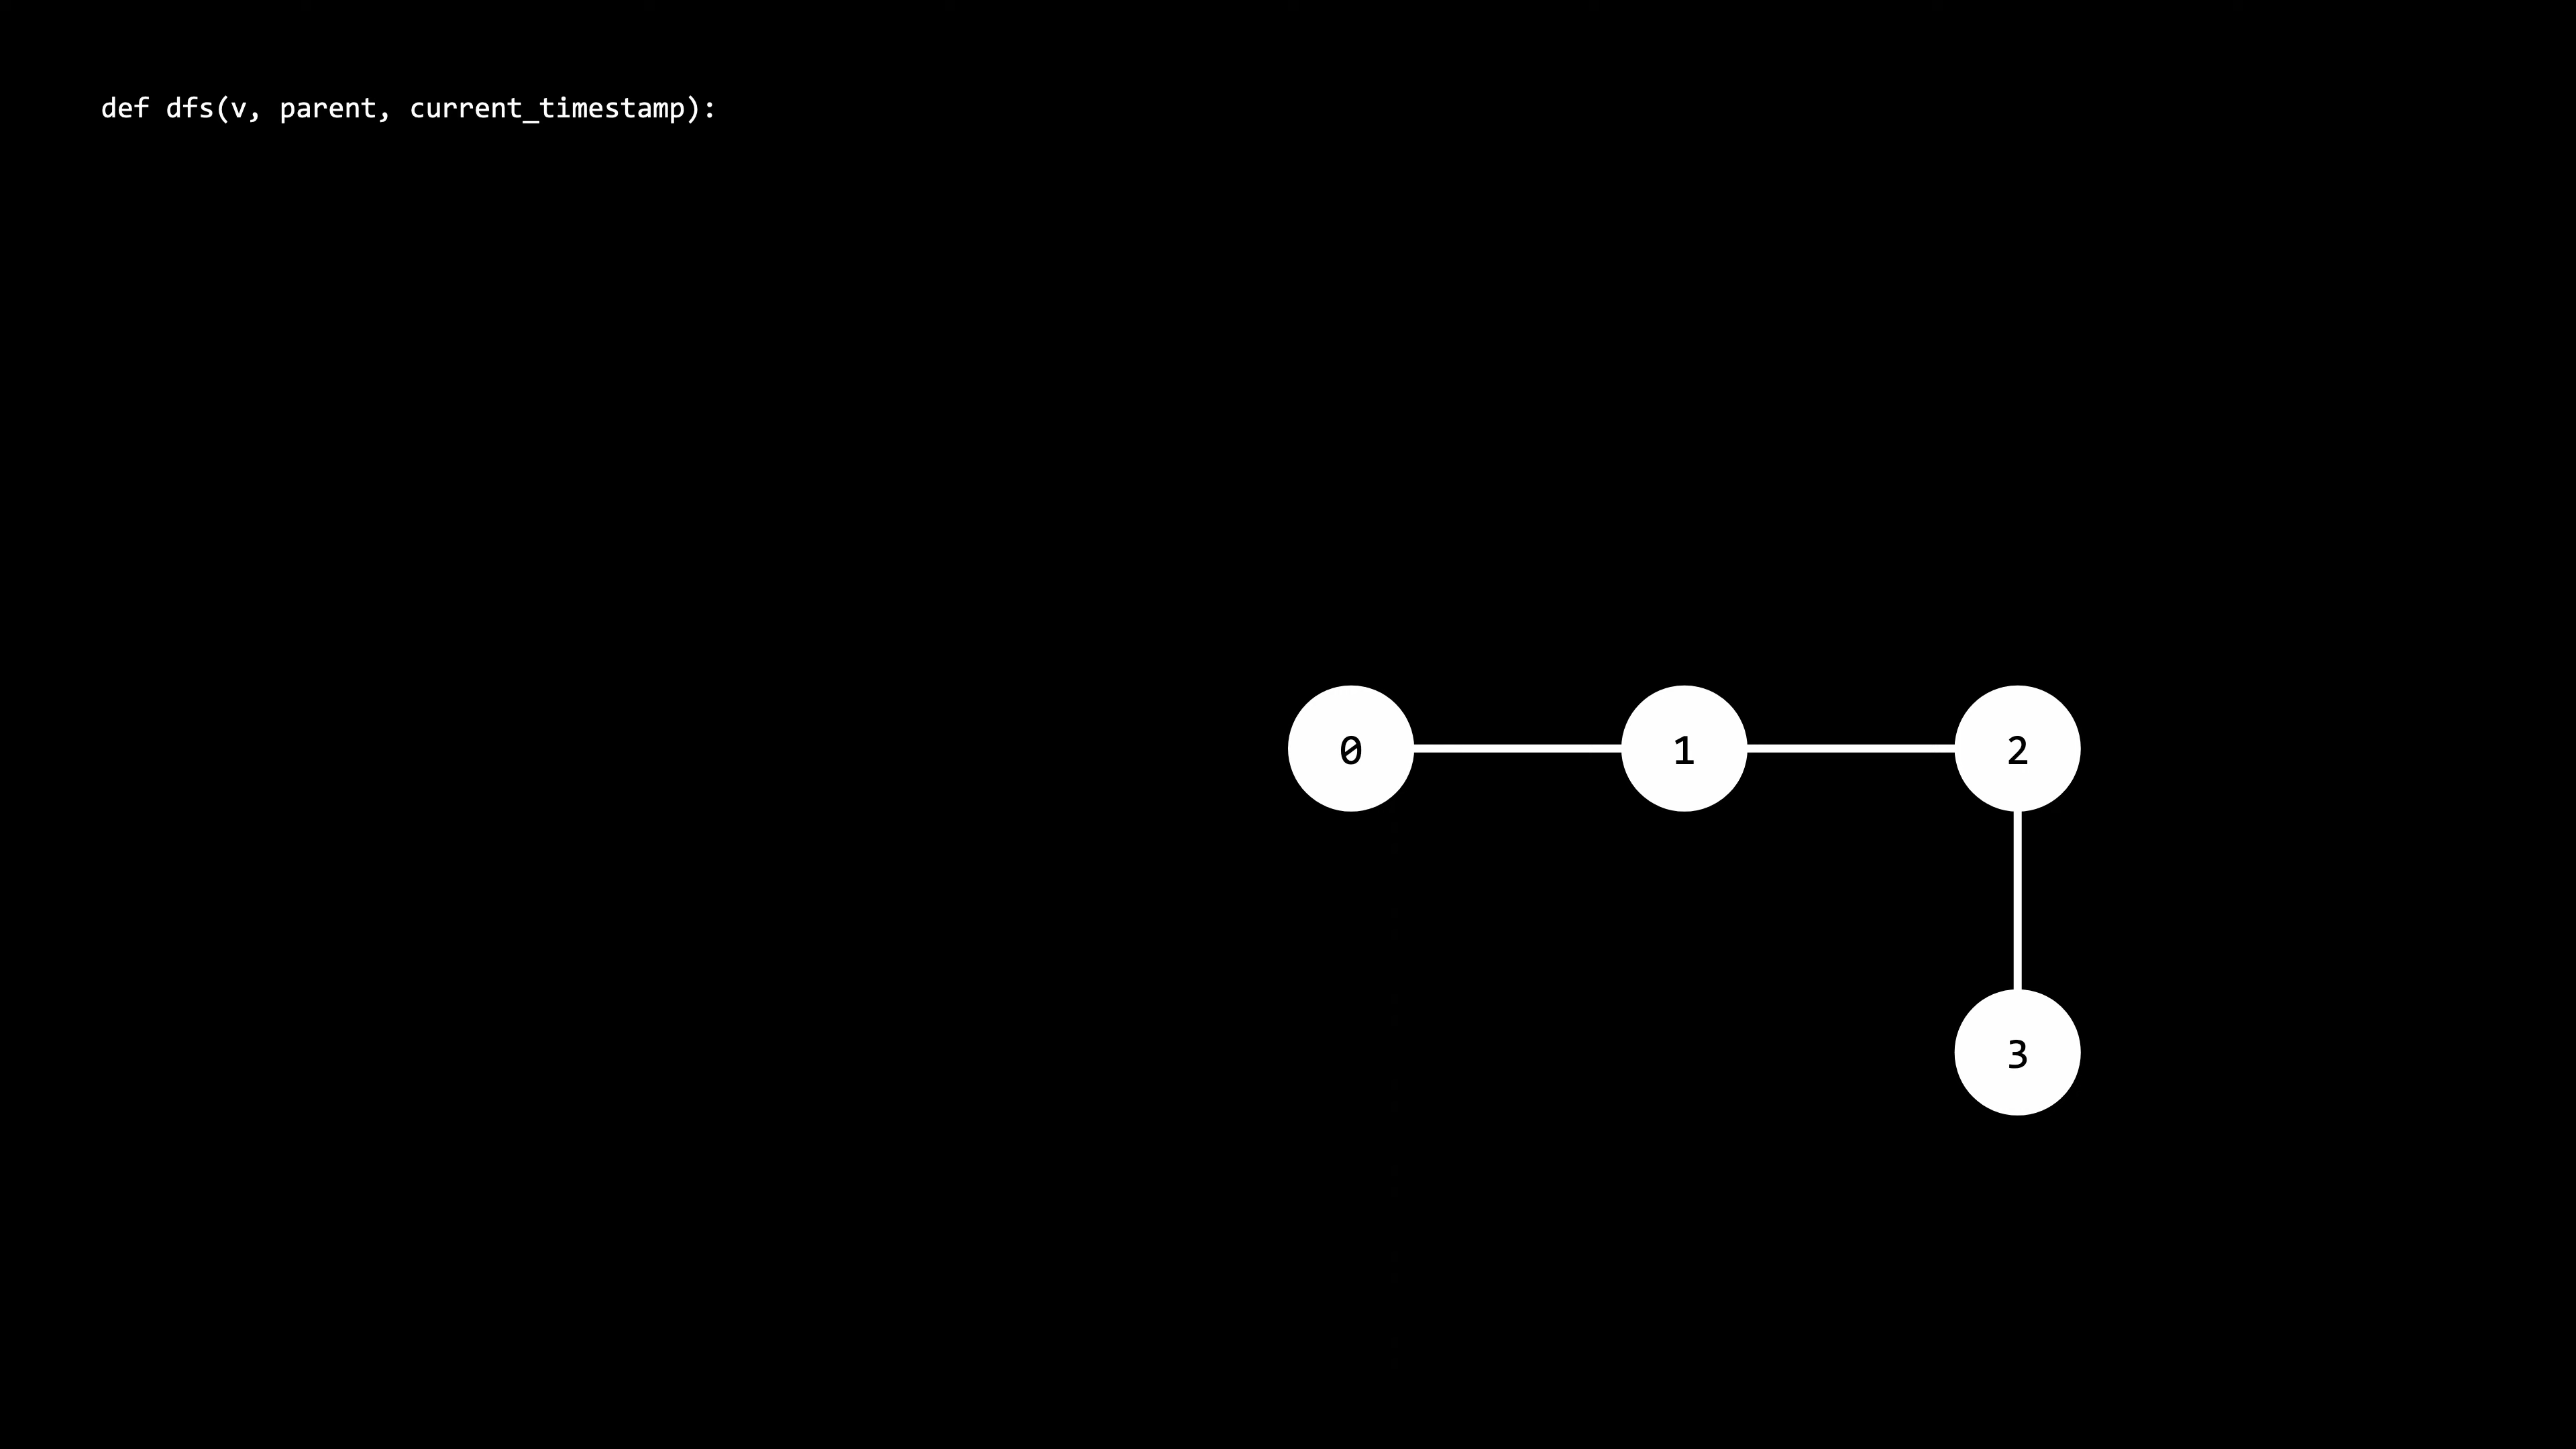 def dfs(v, parent, current_timestamp):
0 1 2
3